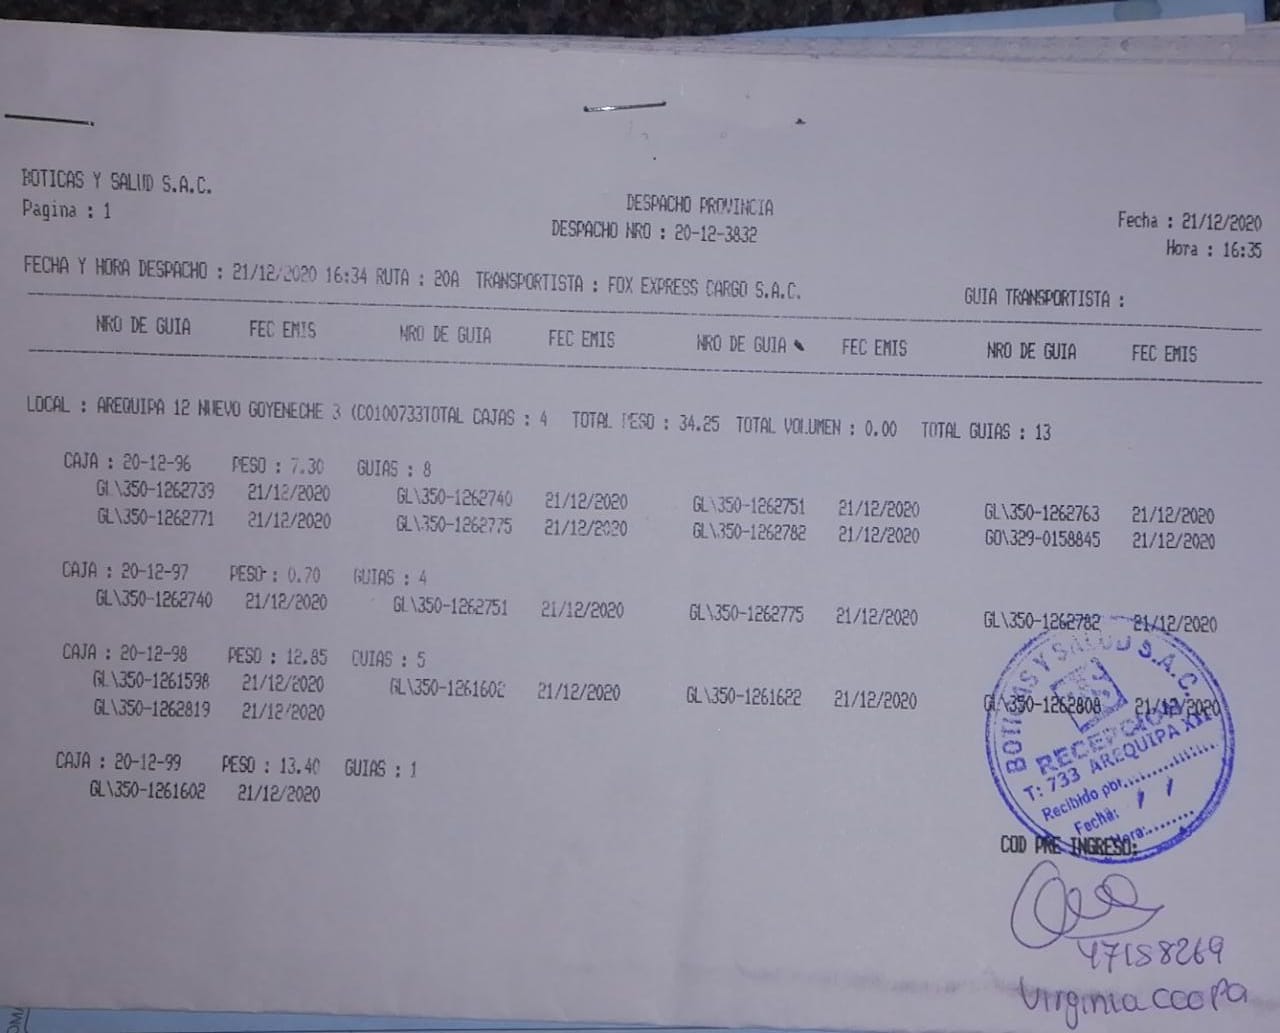 BOTICAS Y SALUD S.A.C.
Pagina : 1
DESPACHO PROVINCIA
DESPACHO NRO : 20-12-3832
Fecha : 21/12/2020
Hora : 16:35
FECHA Y HORA DESPACHO : 21/12/2020 16:34 RUTA : 20A TRANSPORTISTA : FOX EXPRESS CARGO S.A.C. GUIA TRANSPORTISTA :
NRO DE GUIA FEC EMIS NRO DE GUIA FEC EMIS NRO DE GUIA FEC EMIS NRO DE GUIA FEC EMIS
LOCAL : AREQUIPA 12 NUEVO GOYENECHE 3 (C0100733TOTAL CAJAS : 4 TOTAL PESO : 34.25 TOTAL VOLUMEN : 0.00 TOTAL GUIAS : 13
CAJA : 20-12-96 PESO : 7.30 GUIAS : 8
GL\350-1262739 21/12/2020 GL\350-1262740 21/12/2020 GL\350-1262751 21/12/2020 GL\350-1262763 21/12/2020
GL\350-1262771 21/12/2020 GL\350-1262775 21/12/2020 GL\350-1262782 21/12/2020 GO\329-0158845 21/12/2020
CAJA : 20-12-97 PESO : 0.70 GUIAS : 4
GL\350-1262740 21/12/2020 GL\350-1262751 21/12/2020 GL\350-1262775 21/12/2020 GL\350-1262782 21/12/2020
CAJA : 20-12-98 PESO : 12.85 GUIAS : 5
GL\350-1261598 21/12/2020 GL\350-1261602 21/12/2020 GL\350-1261622 21/12/2020 GL\350-1262808 21/12/2020
GL\350-1262819 21/12/2020
CAJA : 20-12-99 PESO : 13.40 GUIAS : 1
GL\350-1261602 21/12/2020
BOTICAS Y SALUD S.A.C.
RECEPCION
T: 733 AREQUIPA XII
Recibido por:..............
Fecha: / /
Hora:........
COD PRE INGRESO:
47158269
Virginia CCOPA